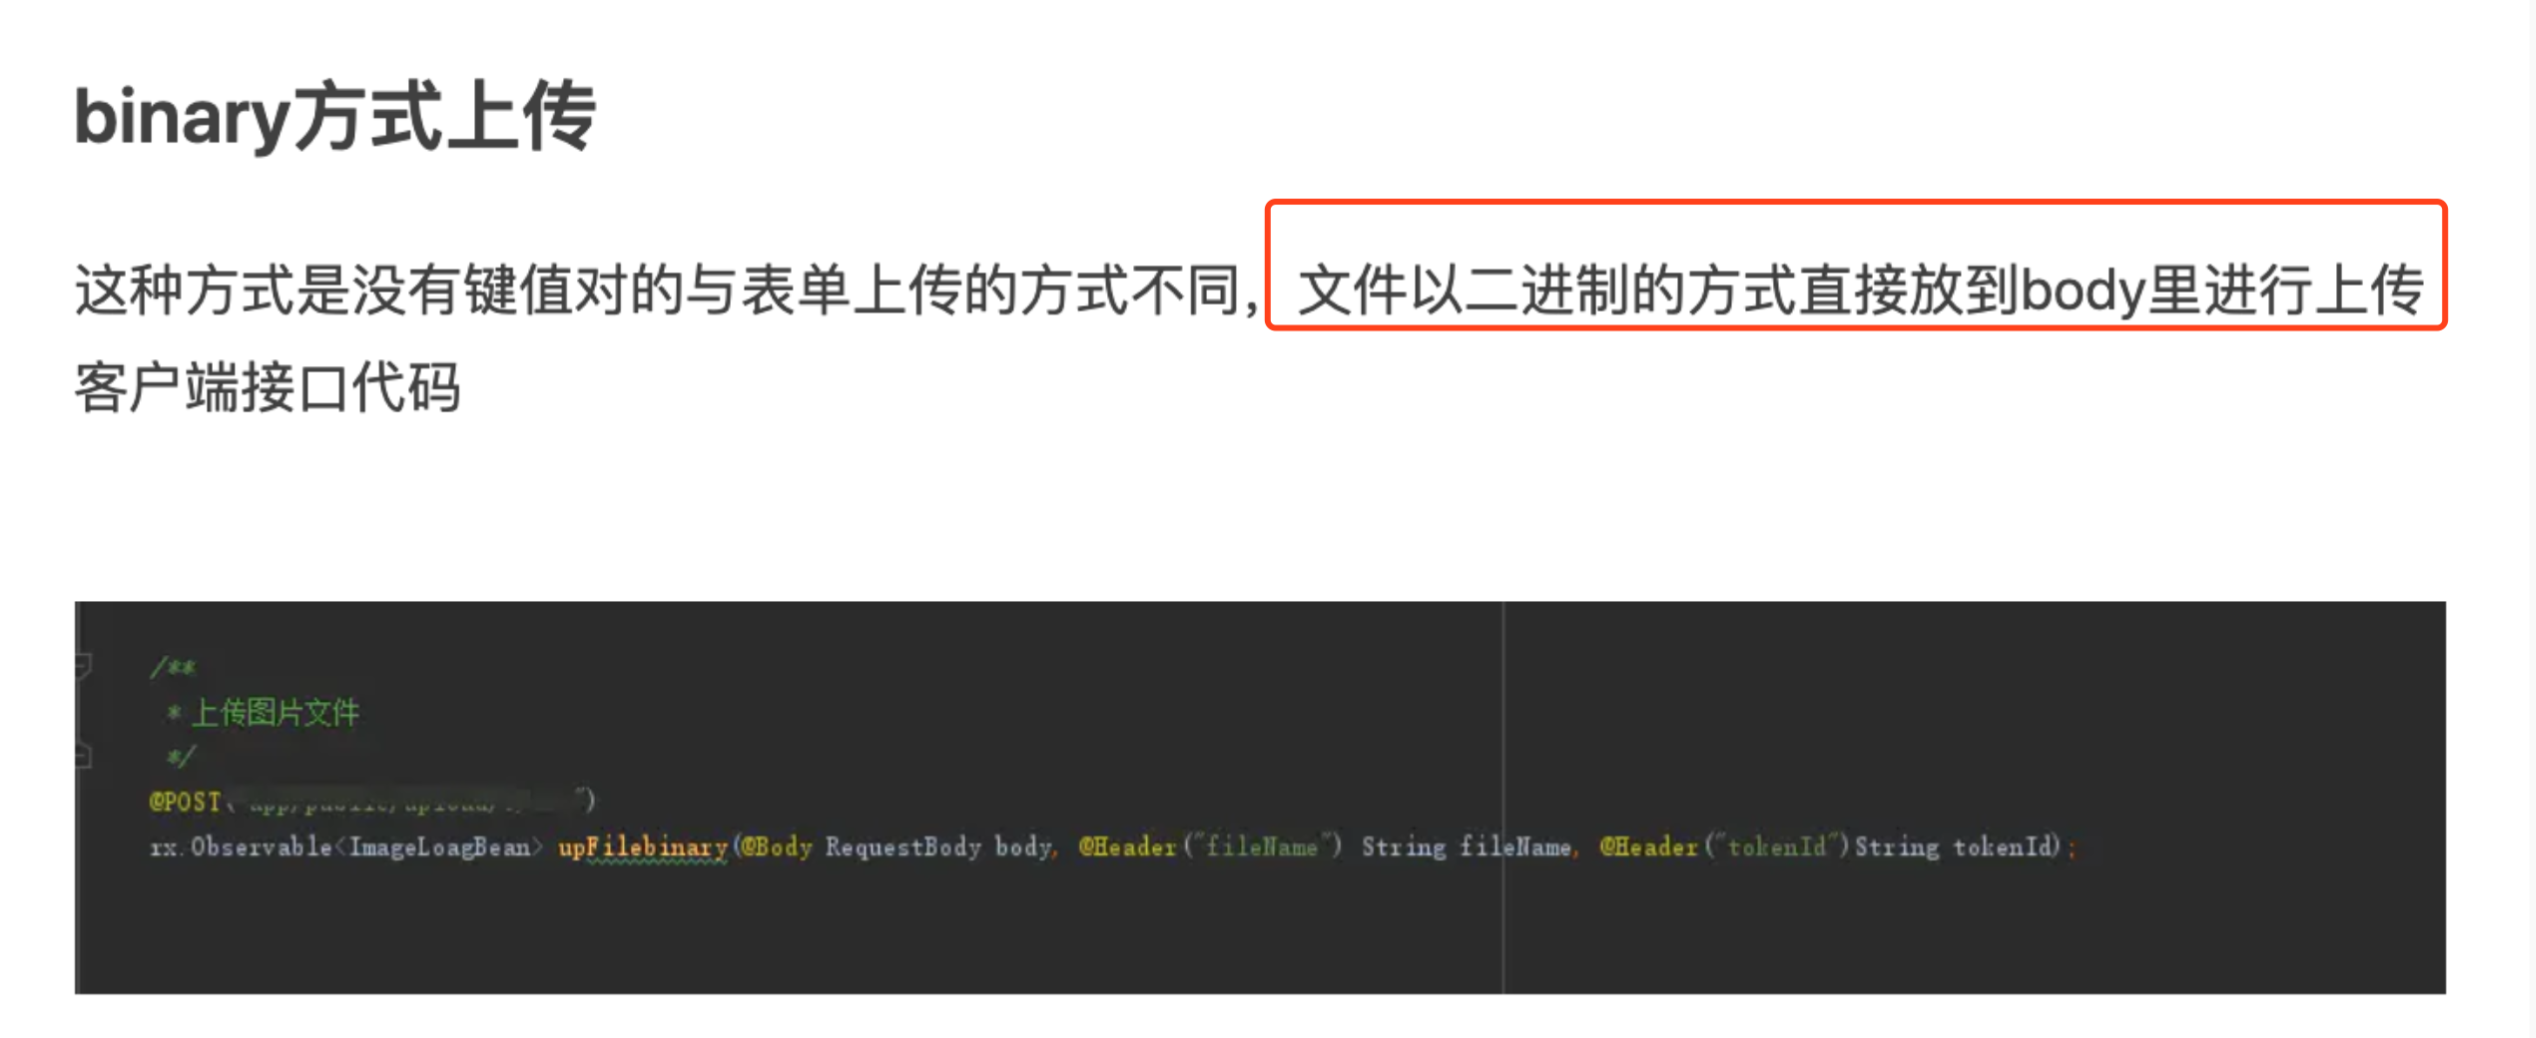 binary方式上传
这种方式是没有键值对的与表单上传的方式不同，文件以二进制的方式直接放到body里进行上传
客户端接口代码
/**
* 上传图片文件
*/
@POST(" ")
rx.Observable<ImageLoagBean> upFilebinary(@Body RequestBody body, @Header("fileName") String fileName, @Header("tokenId")String tokenId);